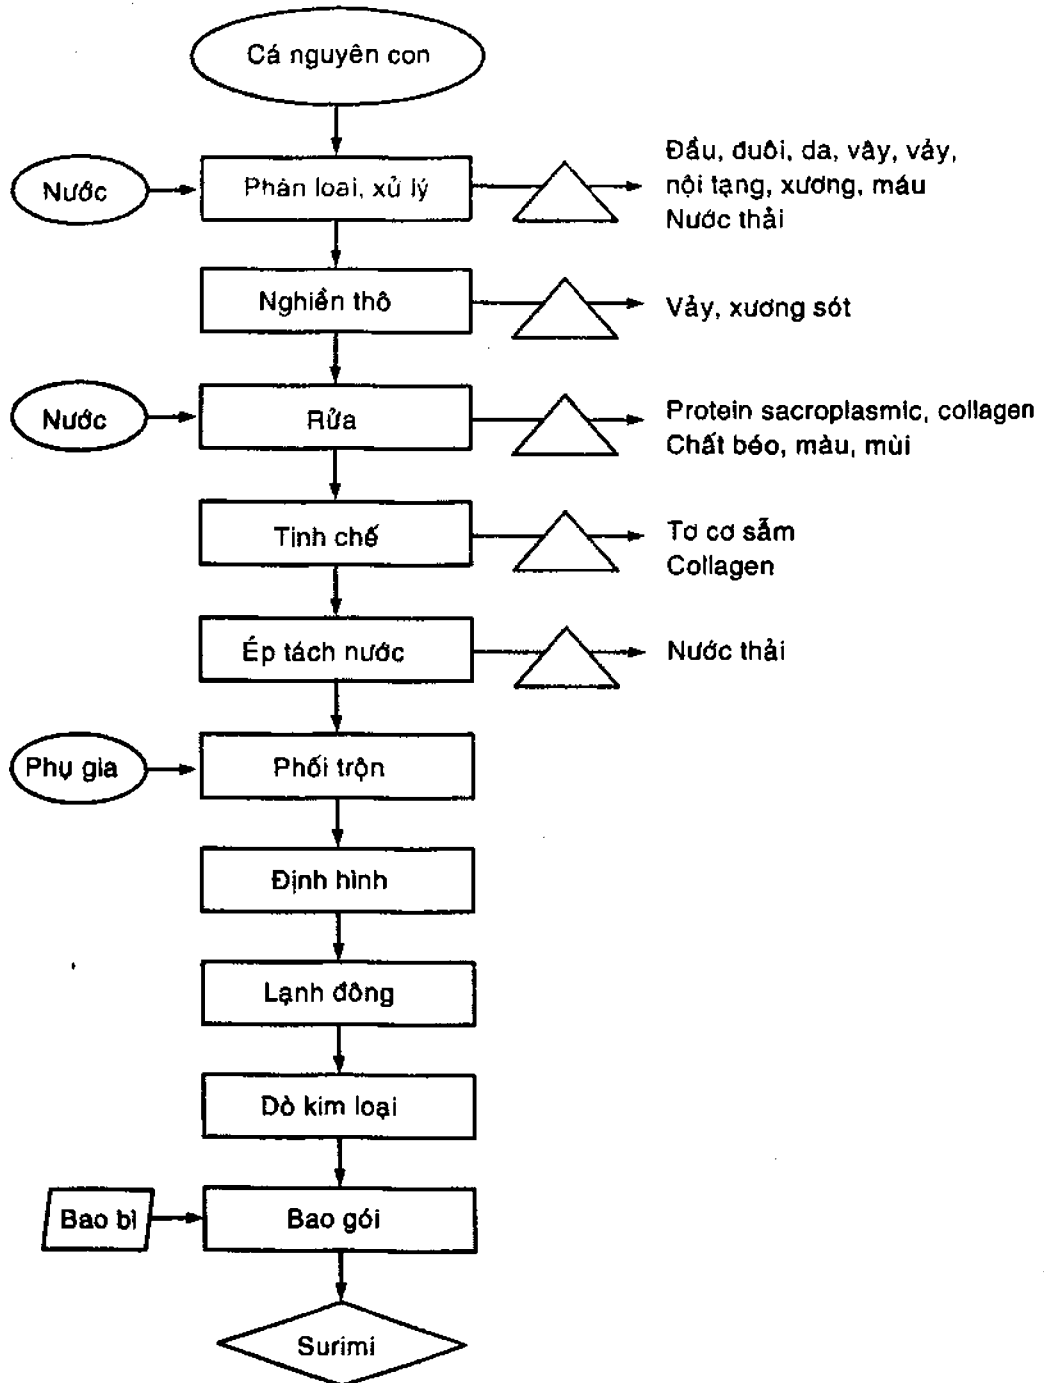 Cá nguyên con
Nước
Phân loại, xử lý
Đầu, đuôi, da, vây, vảy,
nội tạng, xương, máu
Nước thải
Nghiền thô
Vảy, xương sót
Nước
Rửa
Protein sacroplasmic, collagen
Chất béo, màu, mùi
Tinh chế
Tơ cơ sẫm
Collagen
Ép tách nước
Nước thải
Phụ gia
Phối trộn
Định hình
Lạnh đông
Dò kim loại
Bao bì
Bao gói
Surimi